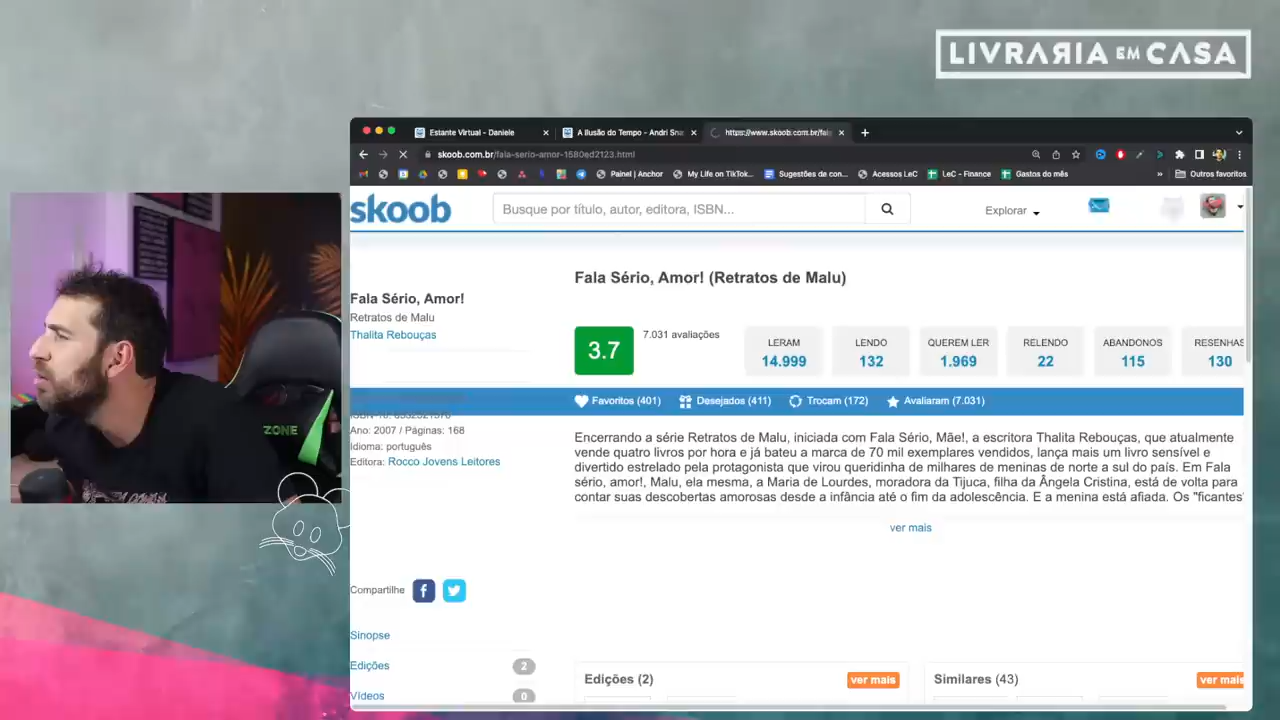 LIVRARIA EM CASA
Estante Virtual - Daniele
A Ilusão do Tempo - Andri Sna
https://www.skoob.com.br/fala
skoob.com.br/fala-serio-amor-1680ed2123.html
Painel | Anchor
My Life on TikTok...
Sugestões de con...
Acessos LeC
LeC - Finance
Gastos do mês
»
Outros favoritos
skoob
Busque por título, autor, editora, ISBN...
Explorar
Fala Sério, Amor! (Retratos de Malu)
Fala Sério, Amor!
Retratos de Malu
Thalita Rebouças
3.7
7.031 avaliações
LERAM
14.999
LENDO
132
QUEREM LER
1.969
RELENDO
22
ABANDONOS
115
RESENHAS
130
Favoritos (401)
Desejados (411)
Trocam (172)
Avaliaram (7.031)
Ano: 2007 / Páginas: 168
Idioma: português
Editora: Rocco Jovens Leitores
Encerrando a série Retratos de Malu, iniciada com Fala Sério, Mãe!, a escritora Thalita Rebouças, que atualmente
vende quatro livros por hora e já bateu a marca de 70 mil exemplares vendidos, lança mais um livro sensível e
divertido estrelado pela protagonista que virou queridinha de milhares de meninas de norte a sul do país. Em Fala
sério, amor!, Malu, ela mesma, a Maria de Lourdes, moradora da Tijuca, filha da Ângela Cristina, está de volta para
contar suas descobertas amorosas desde a infância até o fim da adolescência. E a menina está afiada. Os "ficantes"
ver mais
ZONE
Compartilhe
Sinopse
Edições
2
Vídeos
0
Edições (2)
ver mais
Similares (43)
ver mais